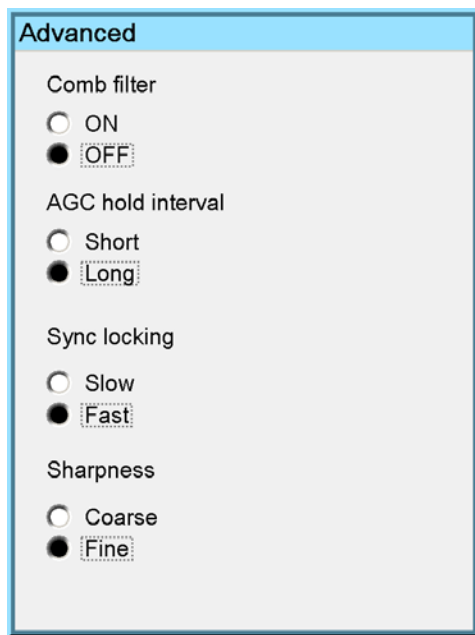 Advanced
Comb filter
ON
OFF
AGC hold interval
Short
Long
Sync locking
Slow
Fast
Sharpness
Coarse
Fine